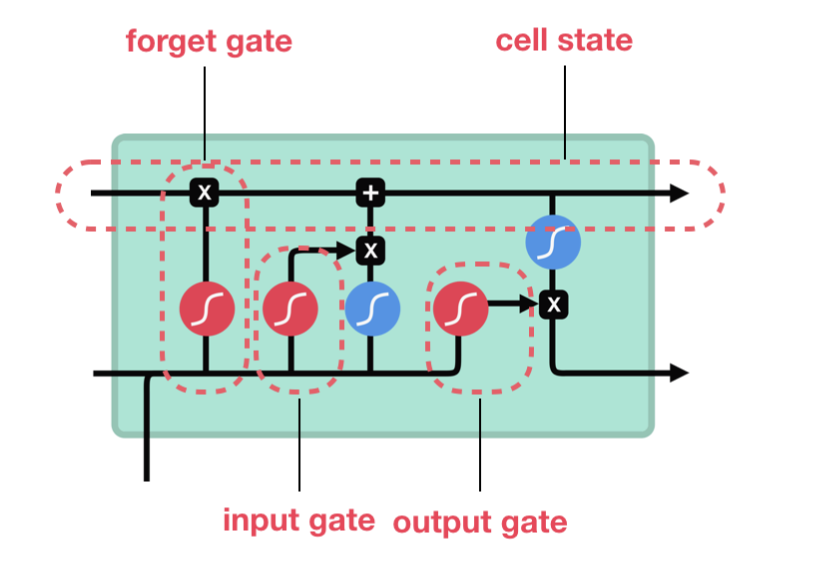 forget gate
cell state
X
+
X
X
input gate
output gate